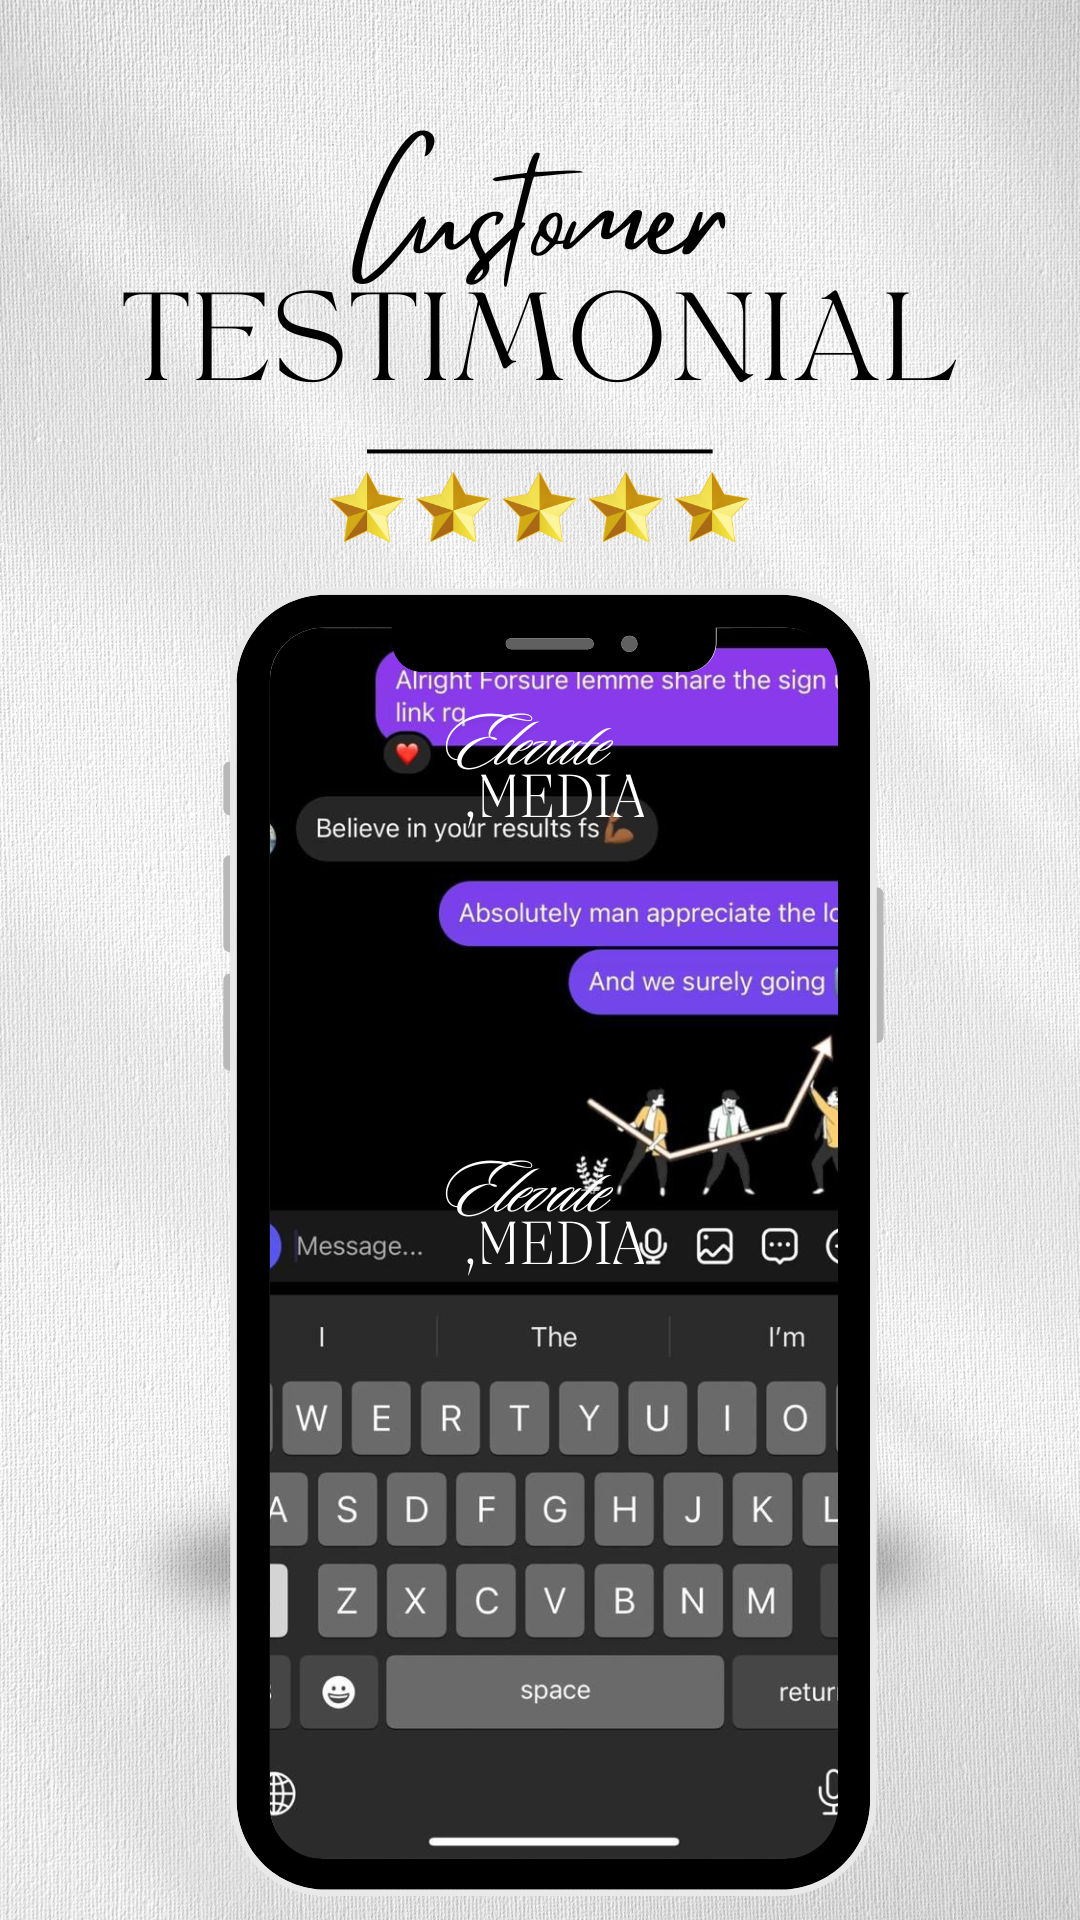 Customer
TESTIMONIAL
Alright Forsure lemme share the sign
link rq
Elevate
,MEDIA
Believe in your results fs
Absolutely man appreciate the
And we surely going
Elevate
,MEDIA
Message...
I The I'm
W E R T Y U I O
A S D F G H J K L
Z X C V B N M
space